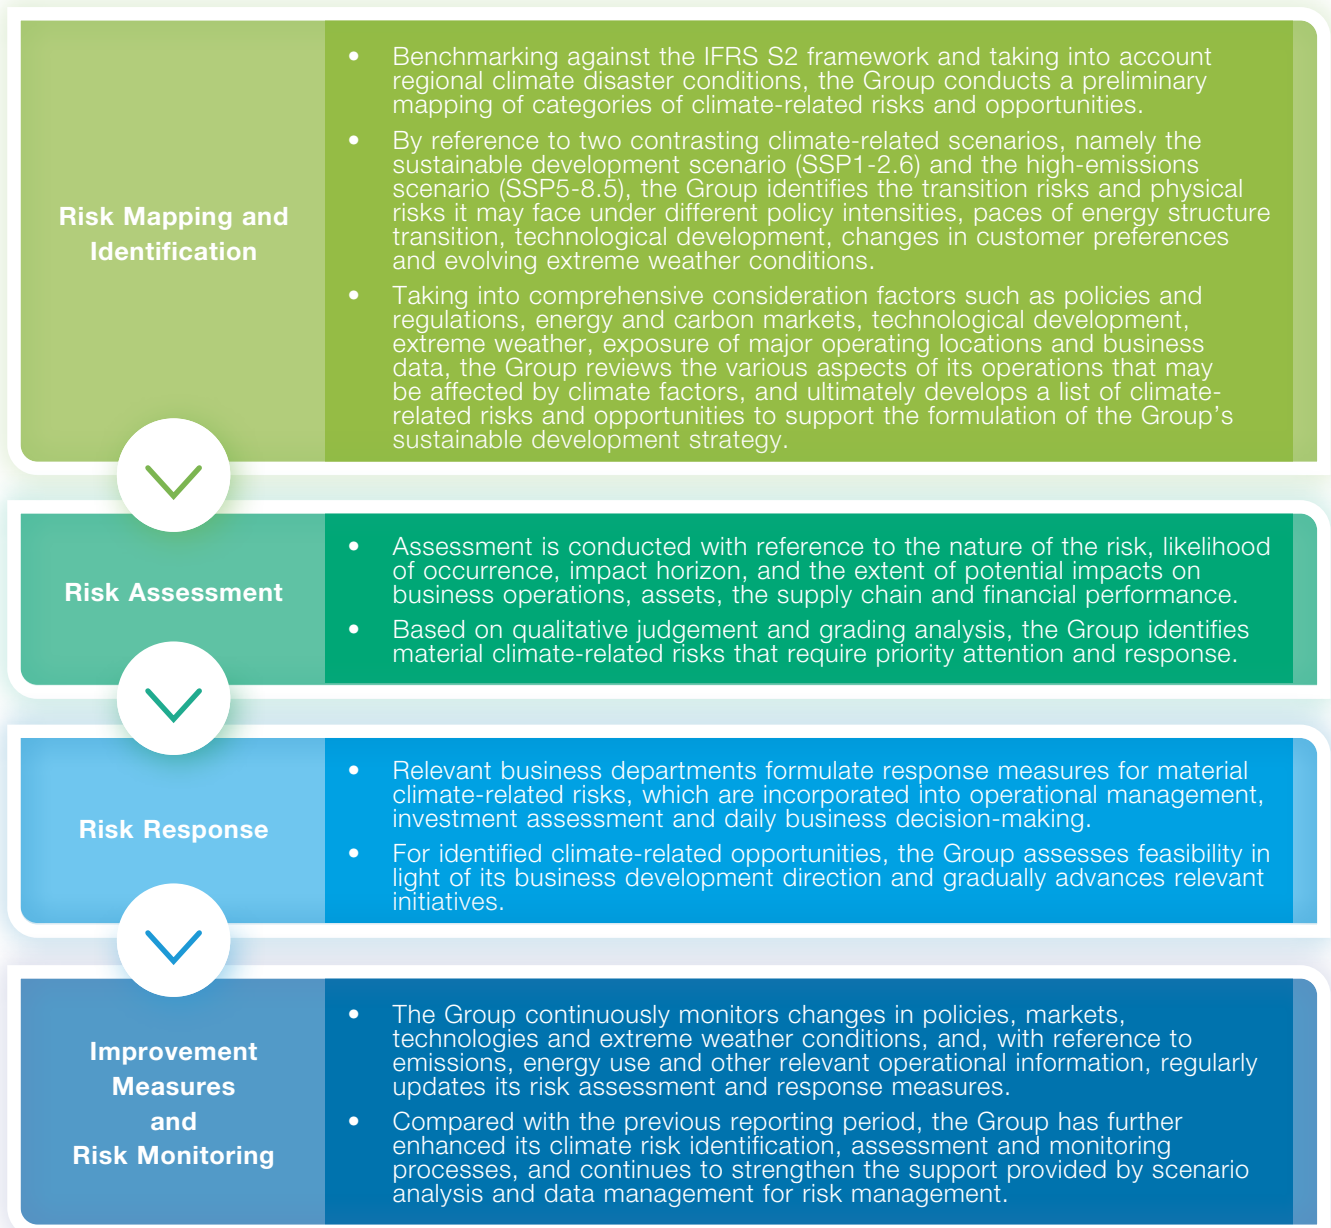 Risk Mapping and
Identification
• Benchmarking against the IFRS S2 framework and taking into account
regional climate disaster conditions, the Group conducts a preliminary
mapping of categories of climate-related risks and opportunities.
• By reference to two contrasting climate-related scenarios, namely the
sustainable development scenario (SSP1-2.6) and the high-emissions
scenario (SSP5-8.5), the Group identifies the transition risks and physical
risks it may face under different policy intensities, paces of energy structure
transition, technological development, changes in customer preferences
and evolving extreme weather conditions.
• Taking into comprehensive consideration factors such as policies and
regulations, energy and carbon markets, technological development,
extreme weather, exposure of major operating locations and business
data, the Group reviews the various aspects of its operations that may
be affected by climate factors, and ultimately develops a list of climate-
related risks and opportunities to support the formulation of the Group’s
sustainable development strategy.
Risk Assessment
• Assessment is conducted with reference to the nature of the risk, likelihood
of occurrence, impact horizon, and the extent of potential impacts on
business operations, assets, the supply chain and financial performance.
• Based on qualitative judgement and grading analysis, the Group identifies
material climate-related risks that require priority attention and response.
Risk Response
• Relevant business departments formulate response measures for material
climate-related risks, which are incorporated into operational management,
investment assessment and daily business decision-making.
• For identified climate-related opportunities, the Group assesses feasibility in
light of its business development direction and gradually advances relevant
initiatives.
Improvement
Measures
and
Risk Monitoring
• The Group continuously monitors changes in policies, markets,
technologies and extreme weather conditions, and, with reference to
emissions, energy use and other relevant operational information, regularly
updates its risk assessment and response measures.
• Compared with the previous reporting period, the Group has further
enhanced its climate risk identification, assessment and monitoring
processes, and continues to strengthen the support provided by scenario
analysis and data management for risk management.